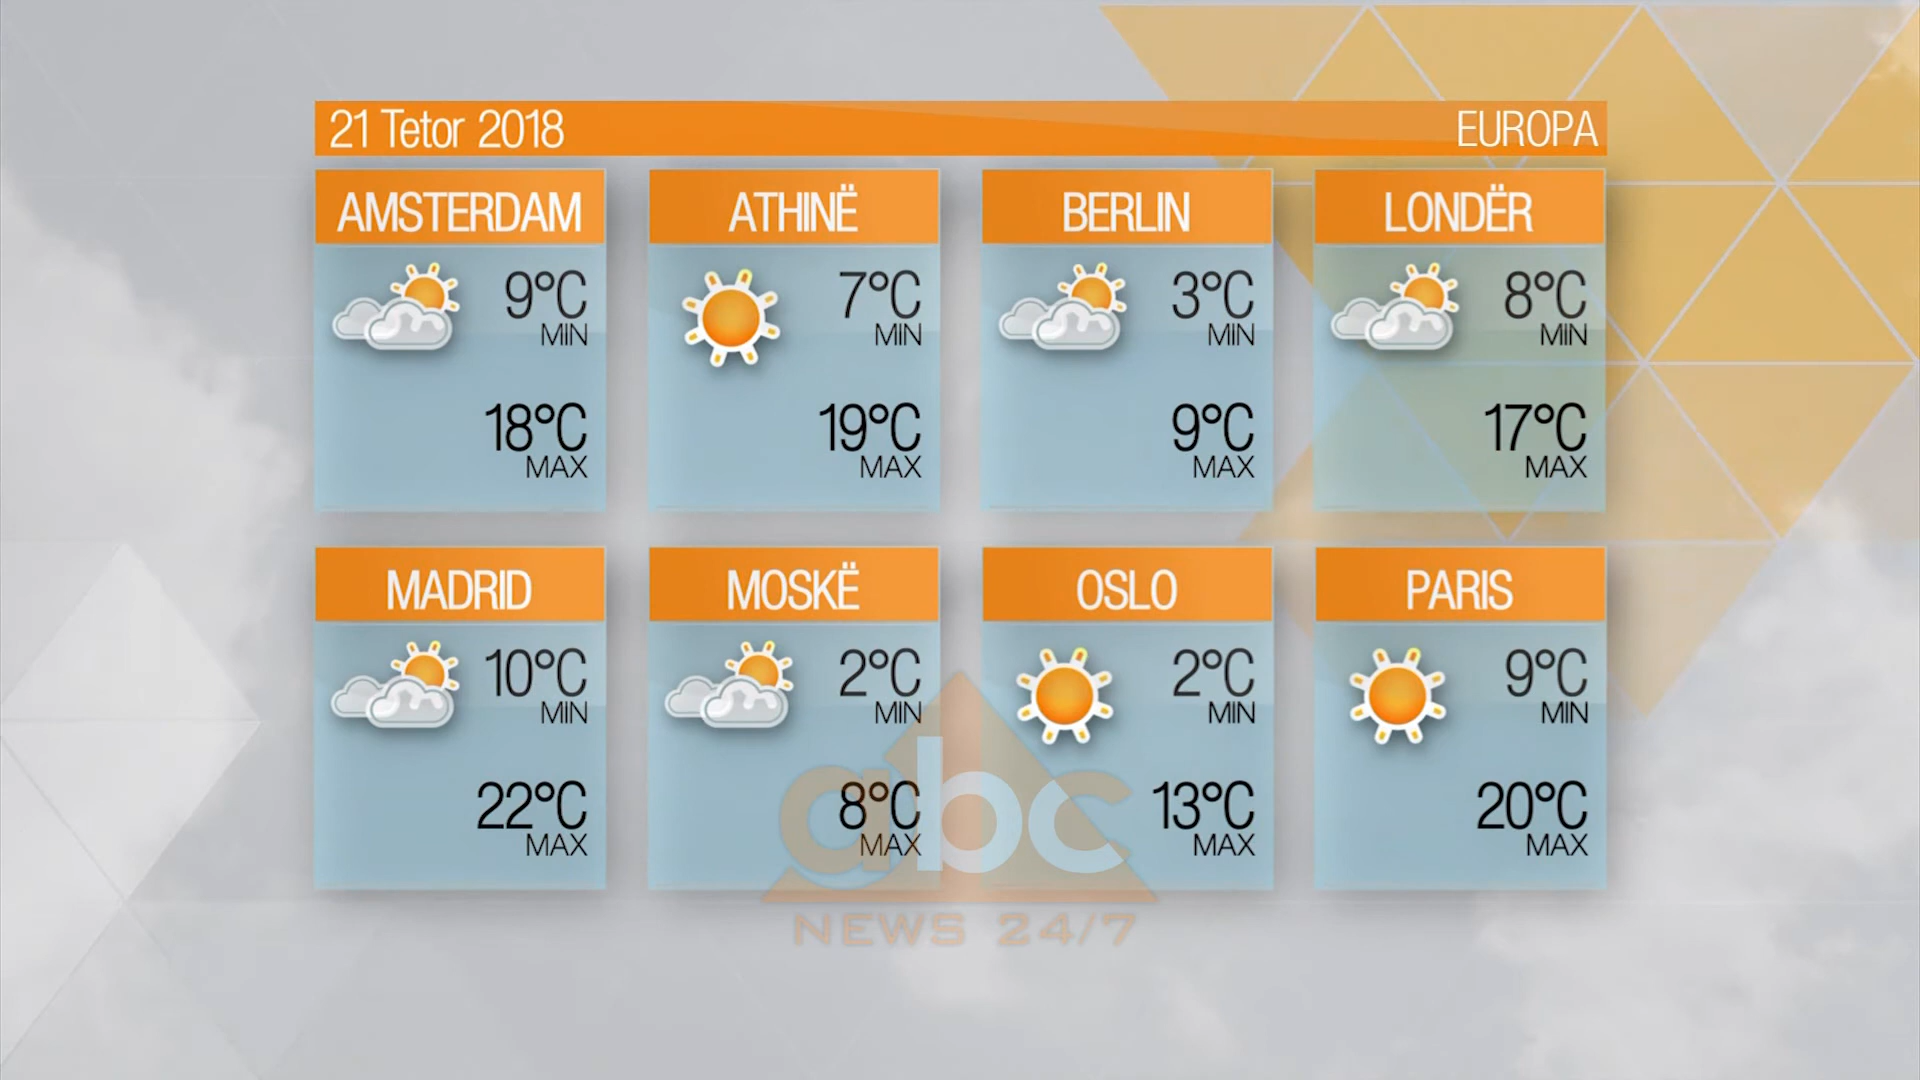 21 Tetor 2018
EUROPA
AMSTERDAM
9°C
MIN
18°C
MAX
ATHINË
7°C
MIN
19°C
MAX
BERLIN
3°C
MIN
9°C
MAX
LONDËR
8°C
MIN
17°C
MAX
MADRID
10°C
MIN
22°C
MAX
MOSKË
2°C
MIN
8°C
MAX
OSLO
2°C
MIN
13°C
MAX
PARIS
9°C
MIN
20°C
MAX
abc
NEWS 24/7